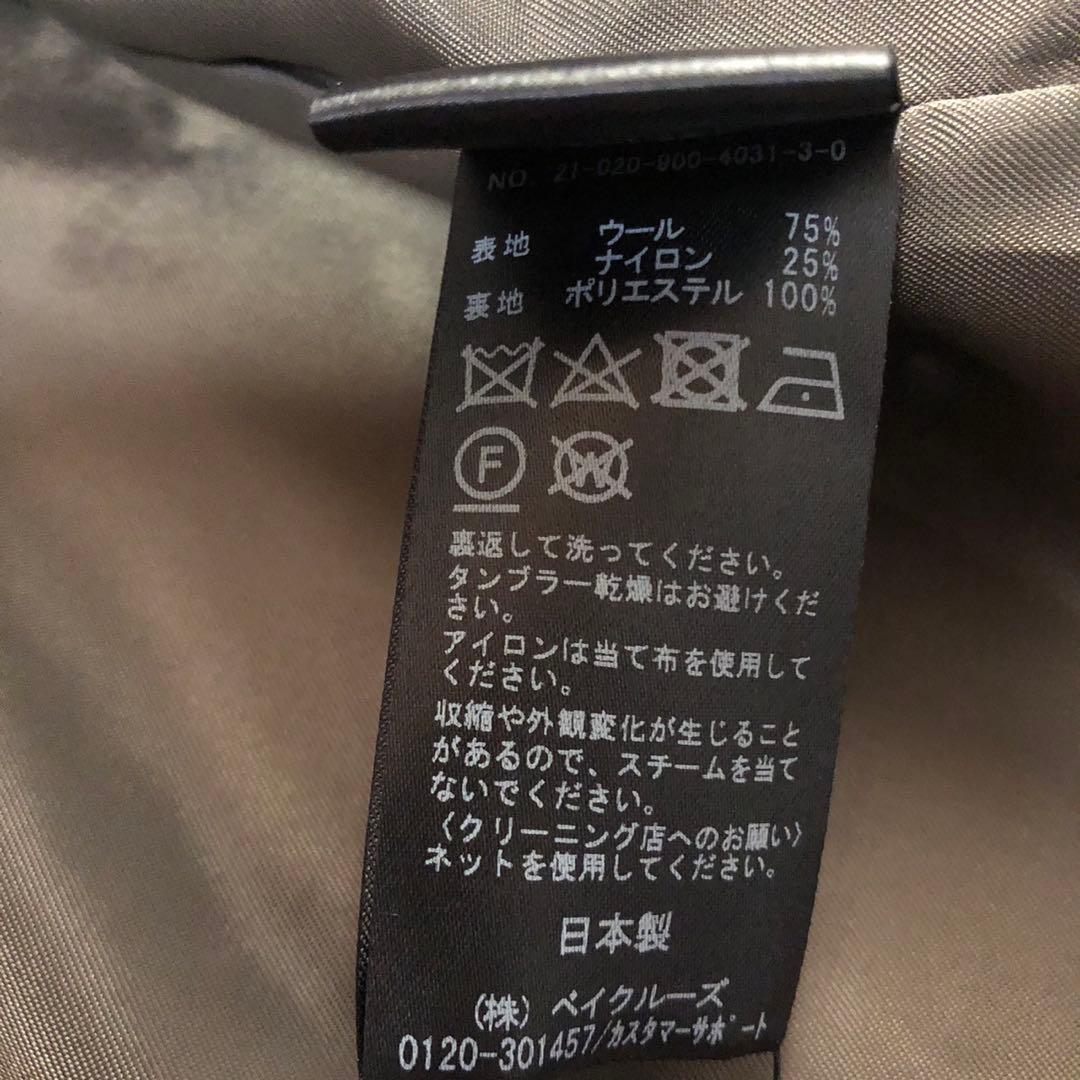 NO. 21-020-900-4031-3-0
表地 ウール 75%
ナイロン 25%
裏地 ポリエステル 100%
F W
裏返して洗ってください。
タンブラー乾燥はお避けくだ
さい。
アイロンは当て布を使用して
ください。
収縮や外観変化が生じること
があるので、スチームを当て
ないでください。
〈クリーニング店へのお願い〉
ネットを使用してください。
日本製
(株) ベイクルーズ
0120-301457/カスタマーサポート